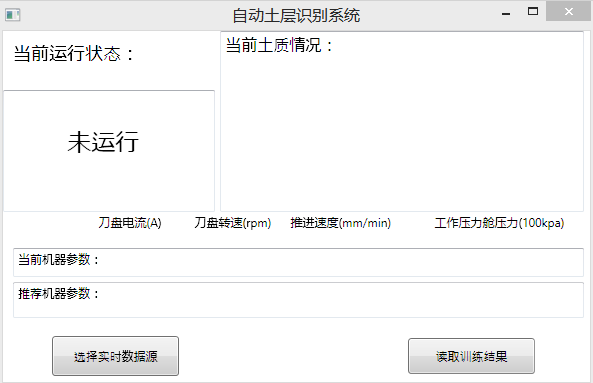 自动土层识别系统
当前运行状态：
当前土质情况：
未运行
刀盘电流(A) 刀盘转速(rpm) 推进速度(mm/min) 工作压力舱压力(100kpa)
当前机器参数：
推荐机器参数：
选择实时数据源 读取训练结果